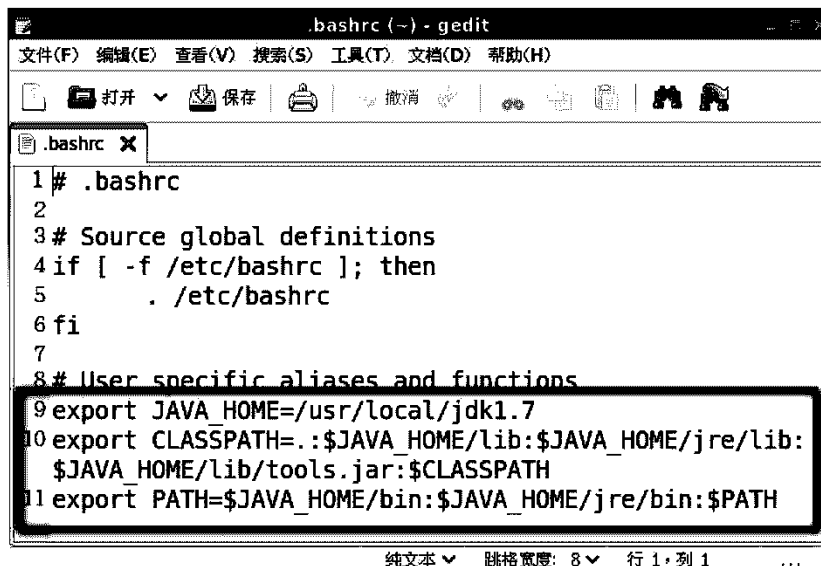 .bashrc (~) - gedit
文件(F) 编辑(E) 查看(V) 搜索(S) 工具(T) 文档(D) 帮助(H)
打开 保存 撤消
.bashrc
1 # .bashrc
2
3 # Source global definitions
4 if [ -f /etc/bashrc ]; then
5 . /etc/bashrc
6 fi
7
8 # User specific aliases and functions
9 export JAVA_HOME=/usr/local/jdk1.7
10 export CLASSPATH=.:$JAVA_HOME/lib:$JAVA_HOME/jre/lib:
$JAVA_HOME/lib/tools.jar:$CLASSPATH
11 export PATH=$JAVA_HOME/bin:$JAVA_HOME/jre/bin:$PATH
纯文本 跳格宽度: 8 行 1, 列 1 ...